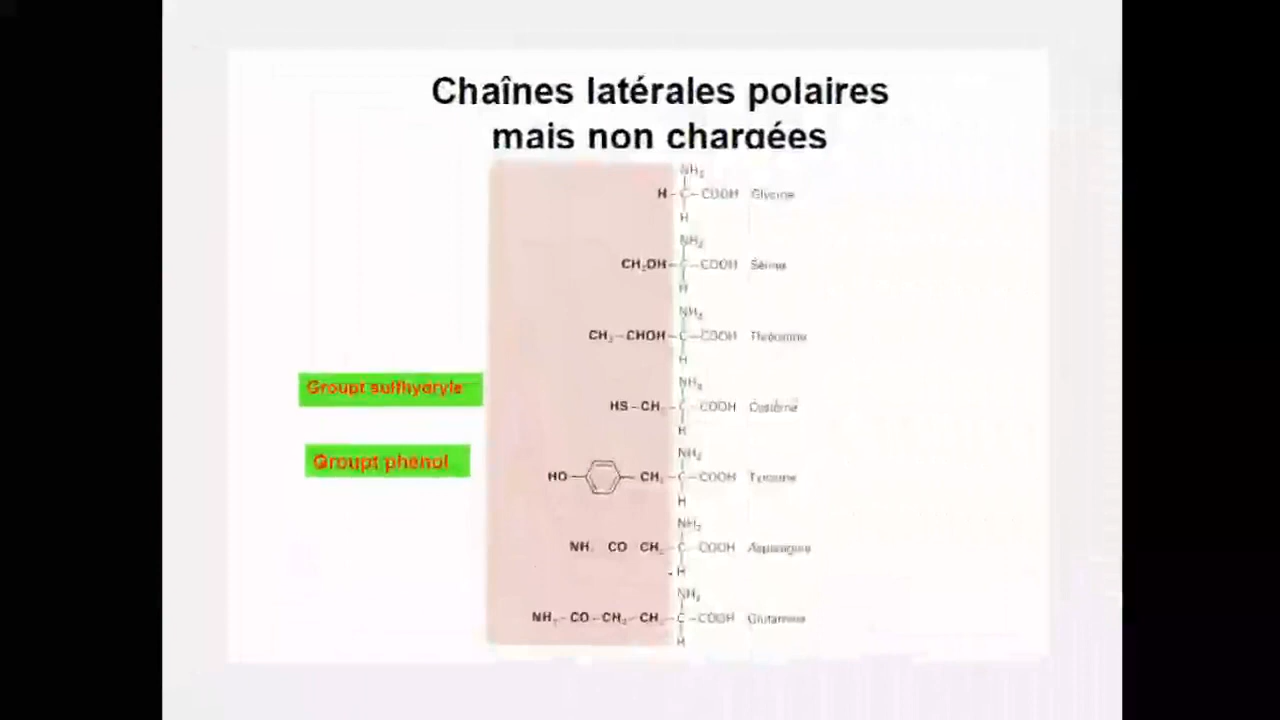 Chaînes latérales polaires
mais non chargées
NH₂
H-C-COOH Glycine
H
NH₂
CH₂OH-C-COOH Sérine
H
NH₂
CH₃-CHOH-C-COOH Thréonine
H
Groupt sulfhydryle
NH₂
HS-CH₂-C-COOH Cystéine
H
Groupt phenol
NH₂
HO-CH₂-C-COOH Tyrosine
H
NH₂
NH₂ CO CH₂-C COOH Asparagine
H
NH₂
NH₂-CO-CH₂-CH₂-C-COOH Glutamine
H